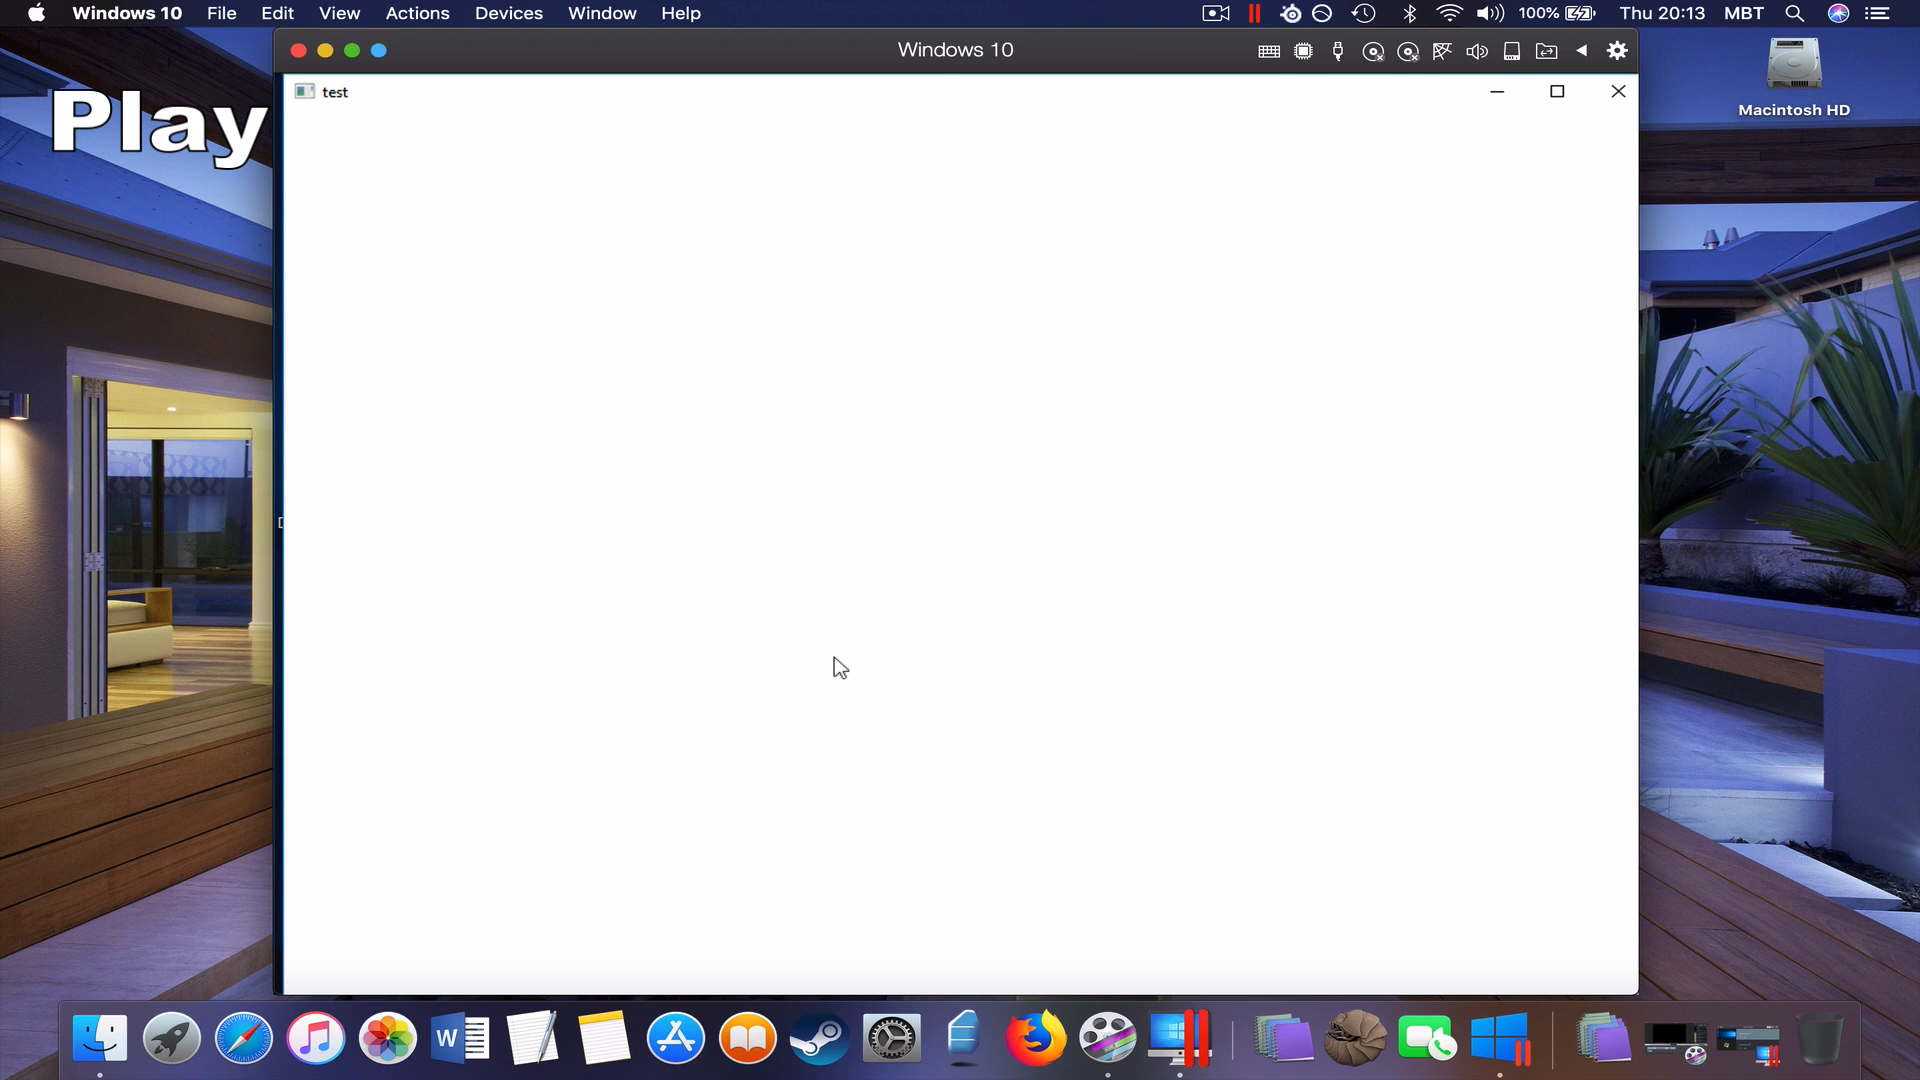 Windows 10 File Edit View Actions Devices Window Help 100% Thu 20:13 MBT
Windows 10
test
Play
Macintosh HD
W